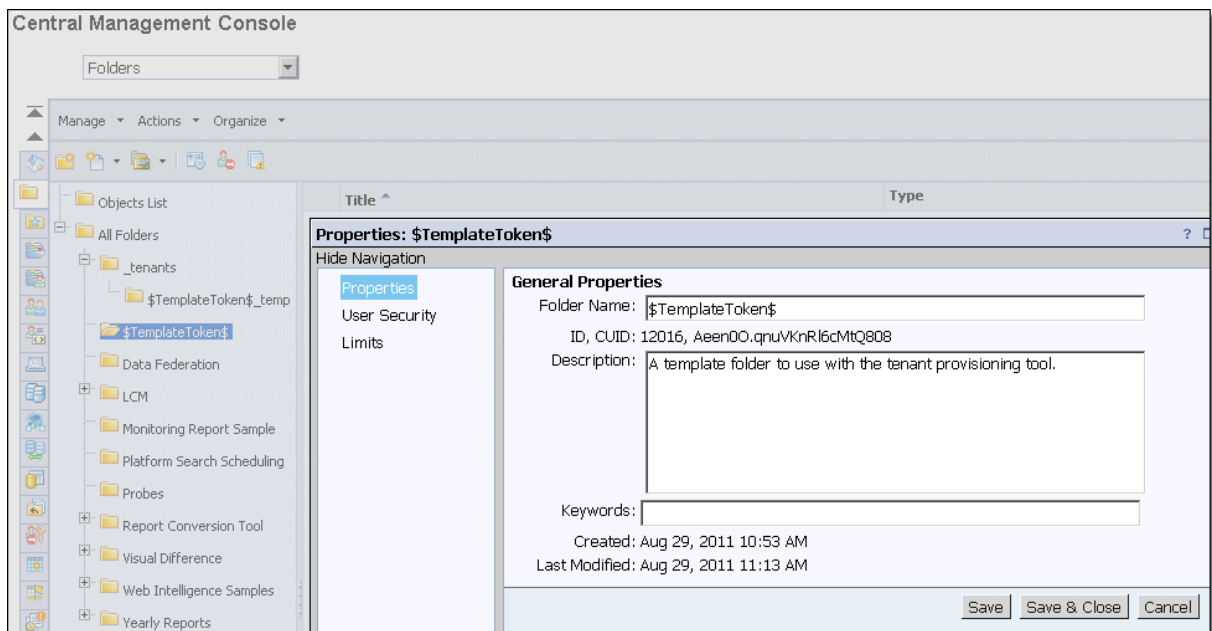 Central Management Console
Folders
Manage Actions Organize
Title Type
Objects List
All Folders
_tenants
$TemplateToken$_temp
$TemplateToken$
Data Federation
LCM
Monitoring Report Sample
Platform Search Scheduling
Probes
Report Conversion Tool
Visual Difference
Web Intelligence Samples
Yearly Reports
Properties: $TemplateToken$ ?
Hide Navigation
Properties
User Security
Limits
General Properties
Folder Name: $TemplateToken$
ID, CUID: 12016, Aeen0O.qnuVKnRl6cMtQ808
Description: A template folder to use with the tenant provisioning tool.
Keywords:
Created: Aug 29, 2011 10:53 AM
Last Modified: Aug 29, 2011 11:13 AM
Save Save & Close Cancel